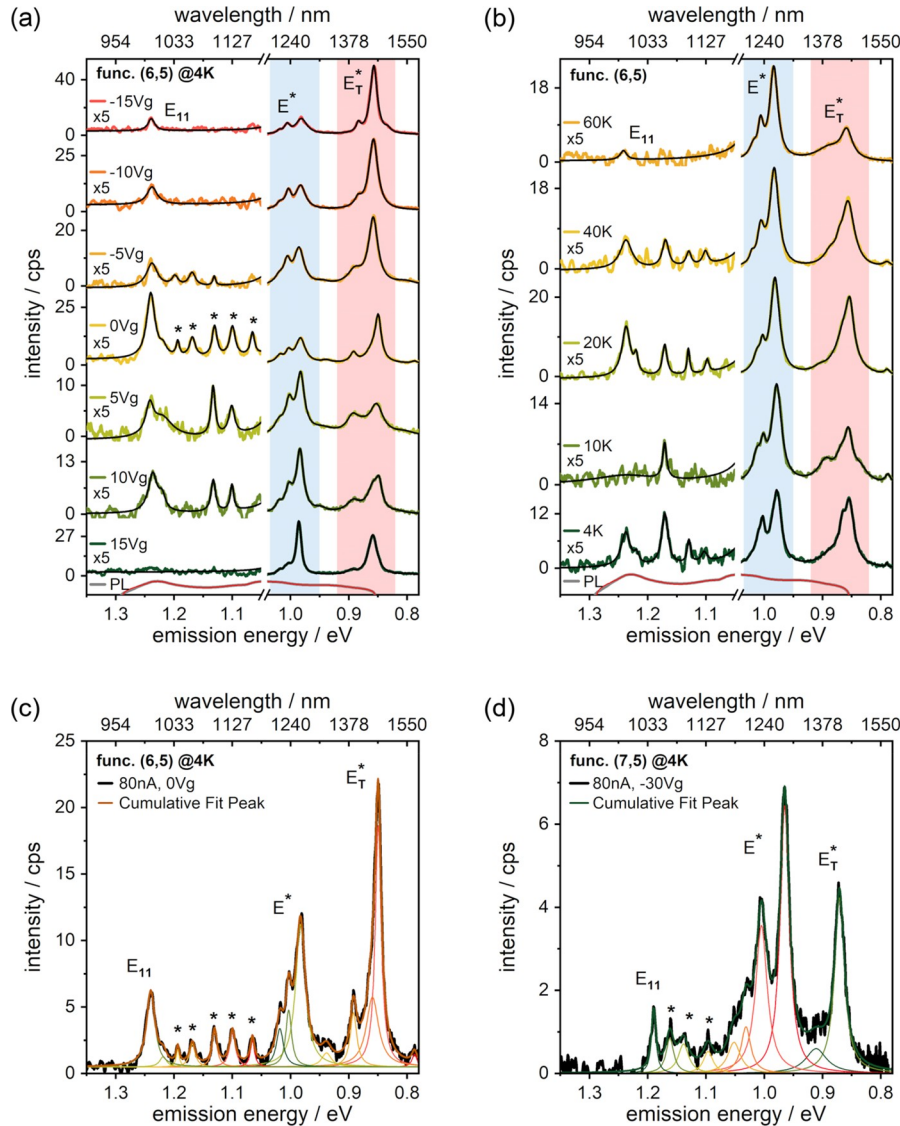 (a)
wavelength / nm
954 1033 1127 1240 1378 1550
func. (6,5) @4K
E11
E*
ET*
40
0
-15Vg
x5
25
0
-10Vg
x5
20
0
-5Vg
x5
25
0
0Vg
x5
* * * * *
10
0
5Vg
x5
13
0
10Vg
x5
27
0
15Vg
x5
PL
intensity / cps
1.3 1.2 1.1 1.0 0.9 0.8
emission energy / eV
(b)
wavelength / nm
954 1033 1127 1240 1378 1550
func. (6,5)
E11
E*
ET*
18
0
60K
x5
18
0
40K
x5
20
0
20K
x5
14
0
10K
x5
12
0
4K
x5
PL
intensity / cps
1.3 1.2 1.1 1.0 0.9 0.8
emission energy / eV
(c)
wavelength / nm
954 1033 1127 1240 1378 1550
func. (6,5) @4K
80nA, 0Vg
Cumulative Fit Peak
ET*
E*
E11
* * * * *
25
20
15
10
5
0
intensity / cps
1.3 1.2 1.1 1.0 0.9 0.8
emission energy / eV
(d)
wavelength / nm
954 1033 1127 1240 1378 1550
func. (7,5) @4K
80nA, -30Vg
Cumulative Fit Peak
E*
ET*
E11
* * *
8
6
4
2
0
intensity / cps
1.3 1.2 1.1 1.0 0.9 0.8
emission energy / eV